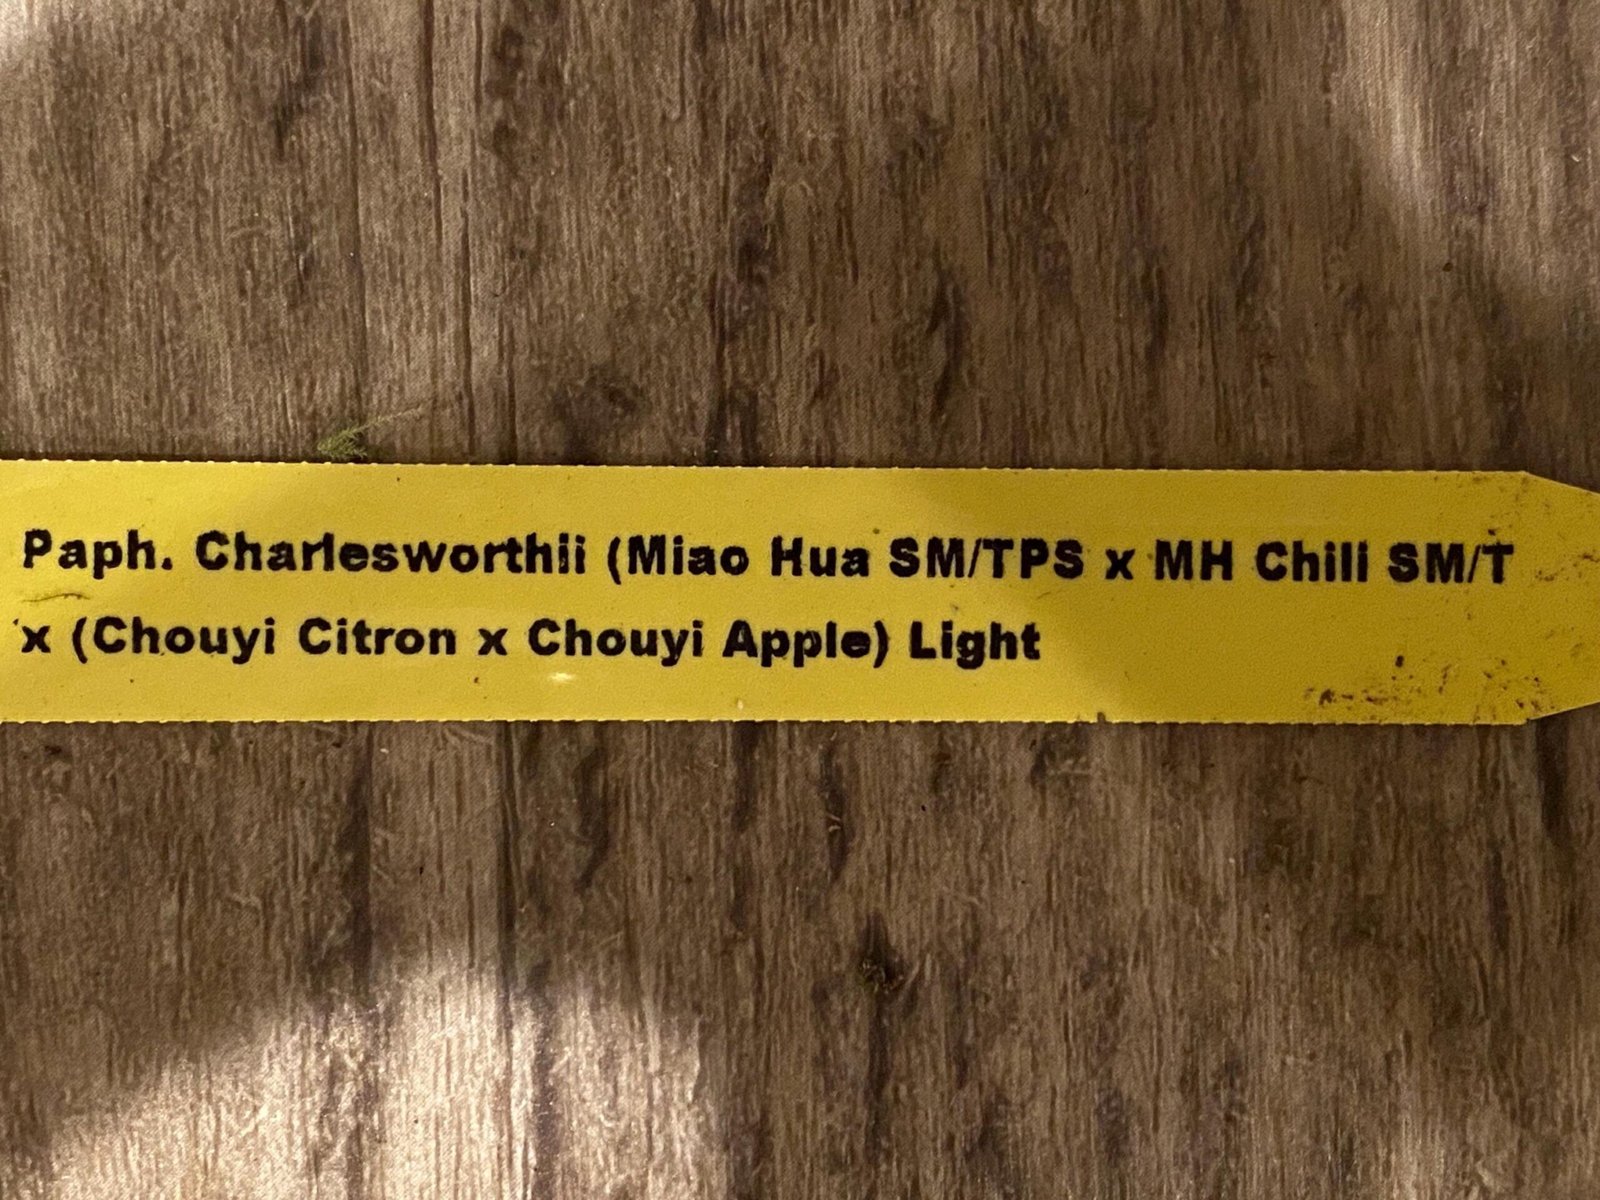 Paph. Charlesworthii (Miao Hua SM/TPS x MH Chili SM/T
x (Chouyi Citron x Chouyi Apple) Light